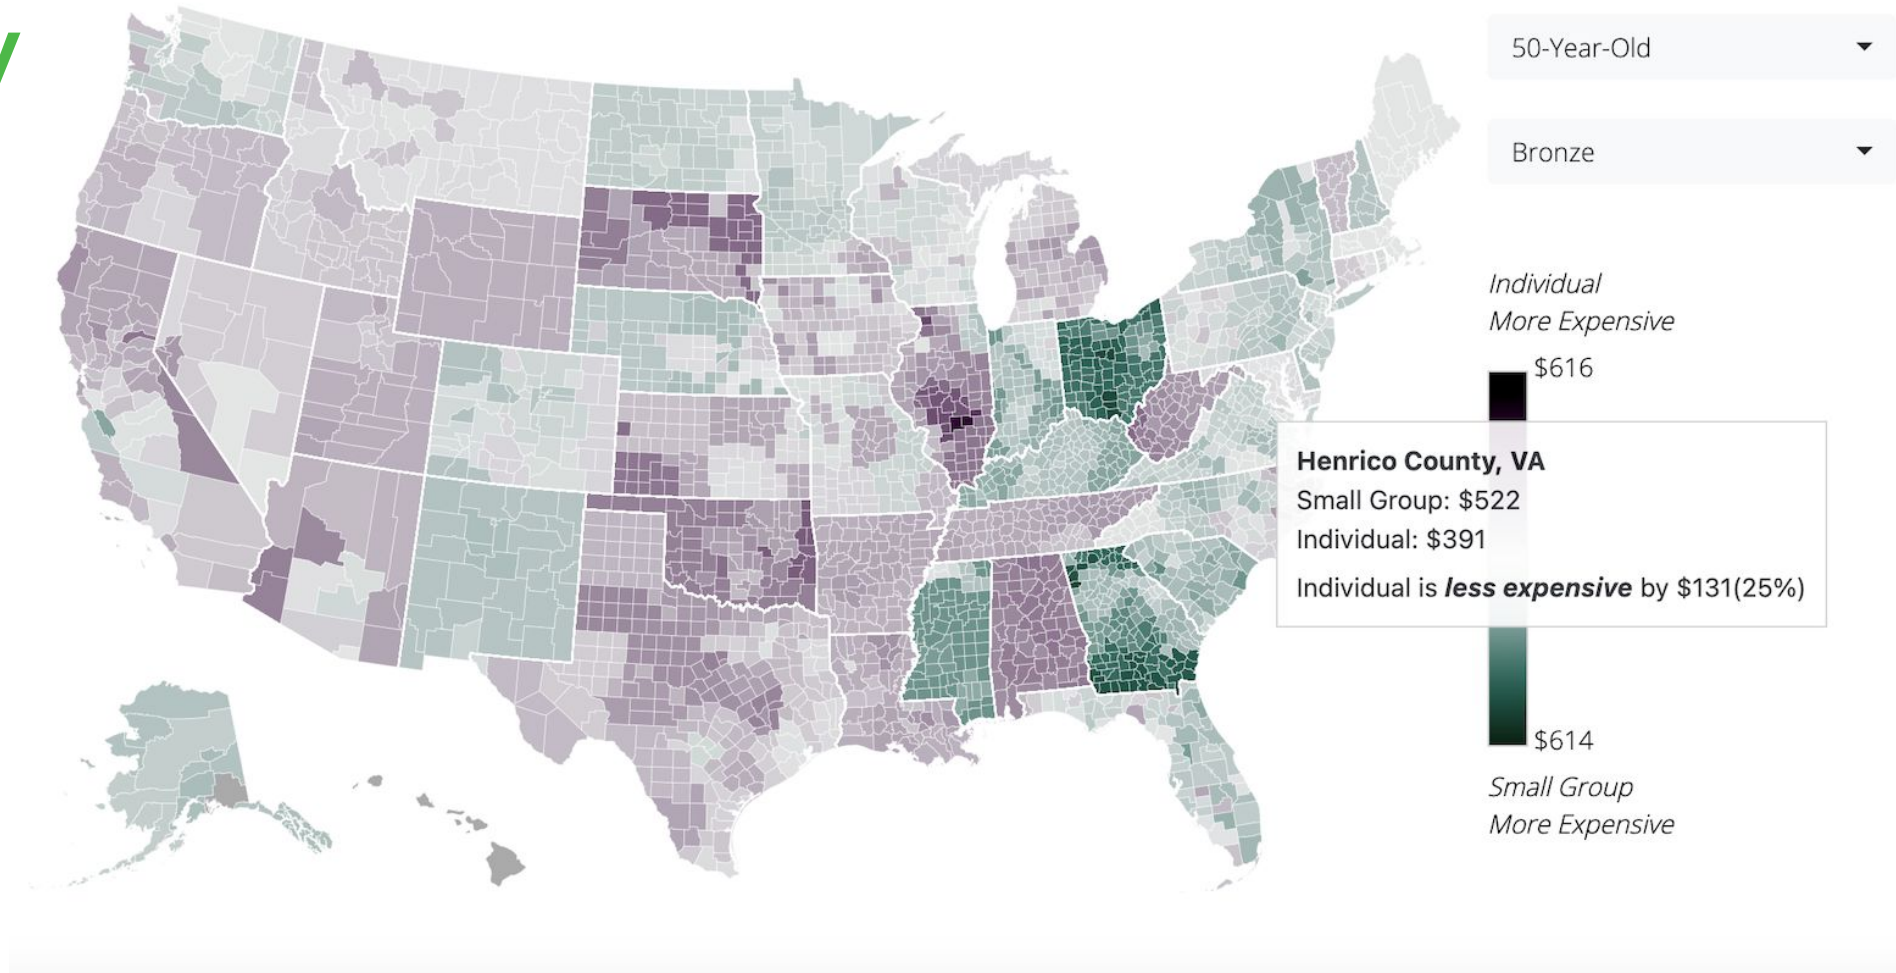 50-Year-Old
Bronze
Individual
More Expensive
$616
Henrico County, VA
Small Group: $522
Individual: $391
Individual is less expensive by $131(25%)
$614
Small Group
More Expensive